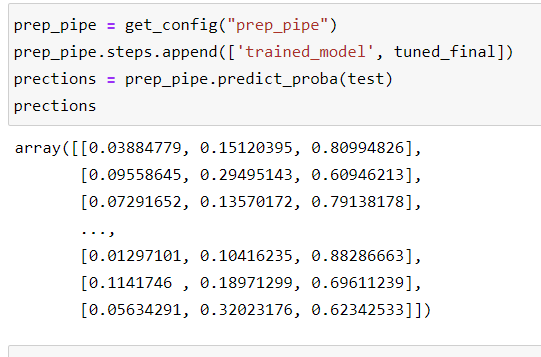 prep_pipe = get_config("prep_pipe")
prep_pipe.steps.append(['trained_model', tuned_final])
prections = prep_pipe.predict_proba(test)
prections
array([[0.03884779, 0.15120395, 0.80994826],
[0.09558645, 0.29495143, 0.60946213],
[0.07291652, 0.13570172, 0.79138178],
...,
[0.01297101, 0.10416235, 0.88286663],
[0.1141746 , 0.18971299, 0.69611239],
[0.05634291, 0.32023176, 0.62342533]])